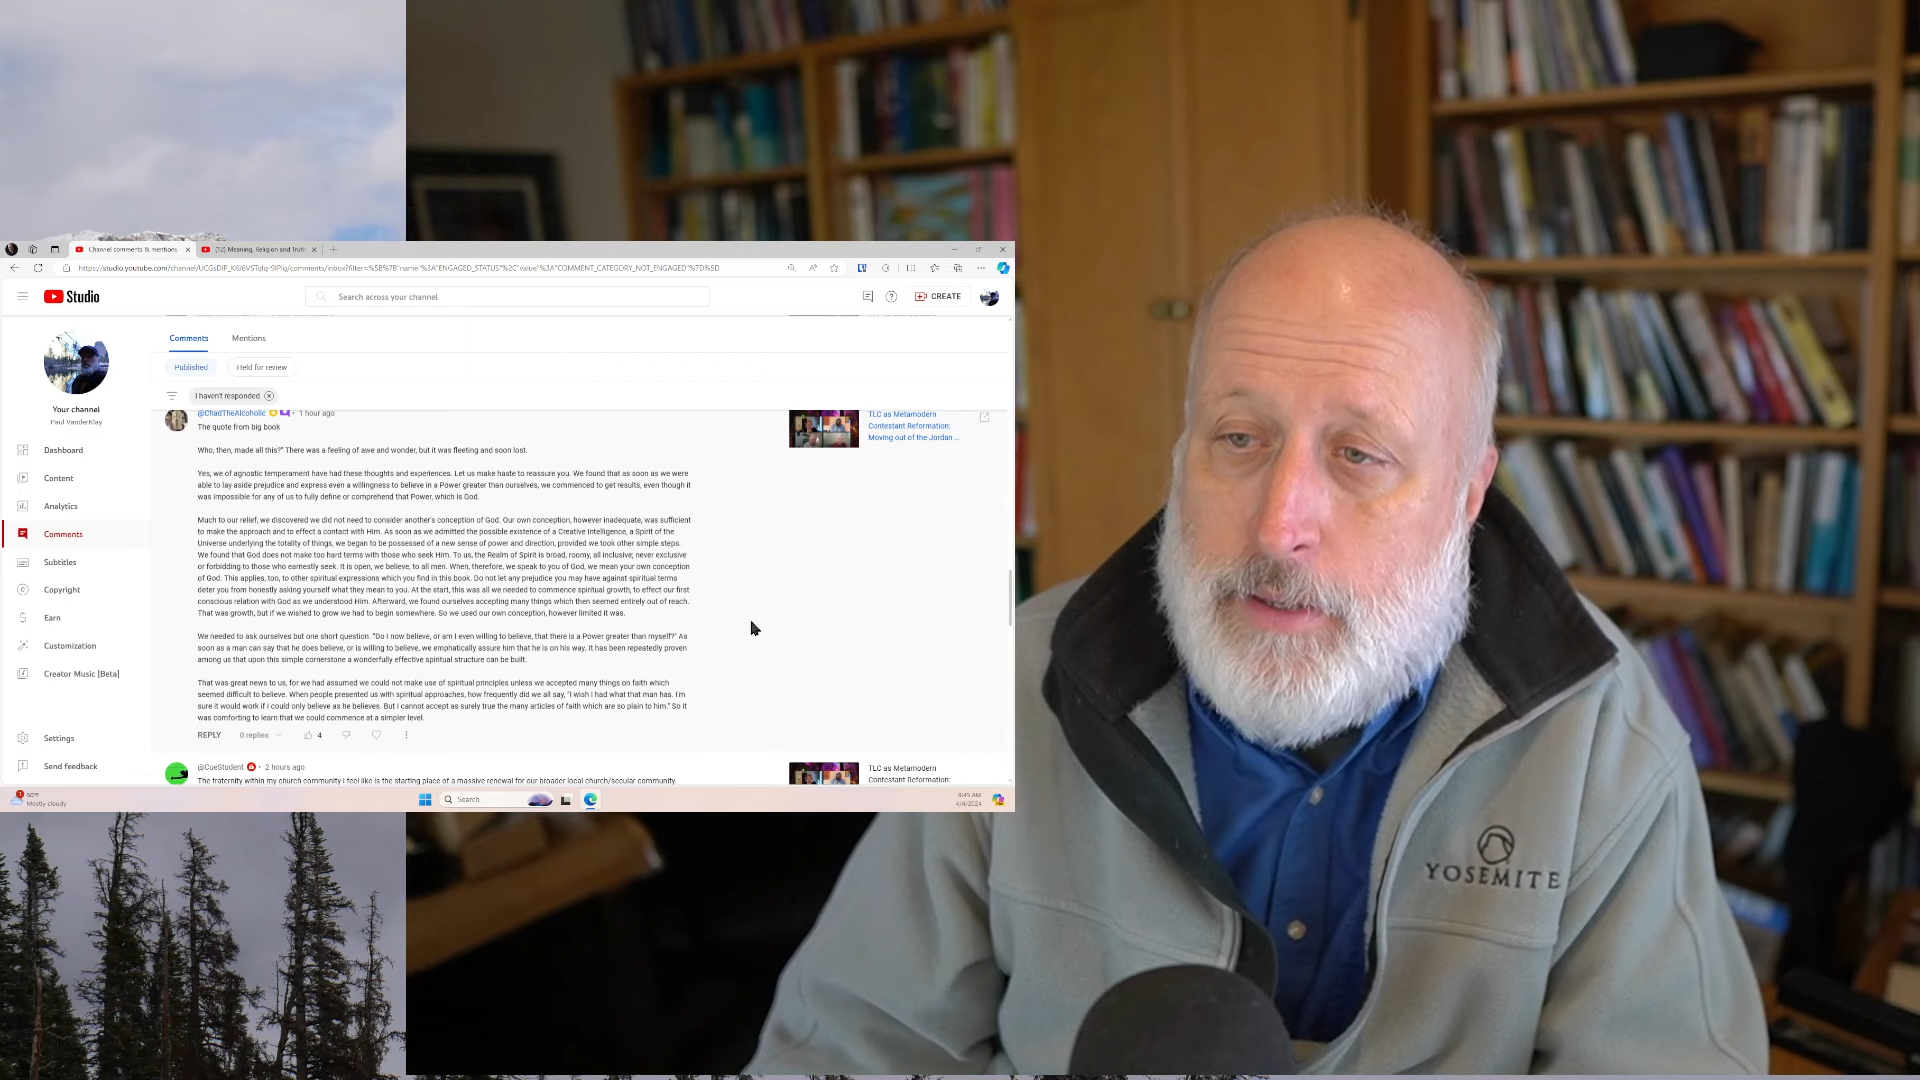 Channel comments & mentions
(12) Meaning, Religion and Truth
Studio
Search across your channel
CREATE
Your channel
Paul VanderKlay
Dashboard
Content
Analytics
Comments
Subtitles
Copyright
Earn
Customization
Creator Music [Beta]
Settings
Send feedback
Comments Mentions
Published Held for review
I haven't responded
@ChadTheAlcoholic • 1 hour ago
The quote from big book
Who, then, made all this?" There was a feeling of awe and wonder, but it was fleeting and soon lost.
Yes, we of agnostic temperament have had these thoughts and experiences. Let us make haste to reassure you. We found that as soon as we were
able to lay aside prejudice and express even a willingness to believe in a Power greater than ourselves, we commenced to get results, even though it
was impossible for any of us to fully define or comprehend that Power, which is God.
Much to our relief, we discovered we did not need to consider another's conception of God. Our own conception, however inadequate, was sufficient
to make the approach and to effect a contact with Him. As soon as we admitted the possible existence of a Creative Intelligence, a Spirit of the
Universe underlying the totality of things, we began to be possessed of a new sense of power and direction, provided we took other simple steps.
We found that God does not make too hard terms with those who seek Him. To us, the Realm of Spirit is broad, roomy, all inclusive; never exclusive
or forbidding to those who earnestly seek. It is open, we believe, to all men. When, therefore, we speak to you of God, we mean your own conception
of God. This applies, too, to other spiritual expressions which you find in this book. Do not let any prejudice you may have against spiritual terms
deter you from honestly asking yourself what they mean to you. At the start, this was all we needed to commence spiritual growth, to effect our first
conscious relation with God as we understood Him. Afterward, we found ourselves accepting many things which then seemed entirely out of reach.
That was growth, but if we wished to grow we had to begin somewhere. So we used our own conception, however limited it was.
We needed to ask ourselves but one short question. "Do I now believe, or am I even willing to believe, that there is a Power greater than myself?" As
soon as a man can say that he does believe, or is willing to believe, we emphatically assure him that he is on his way. It has been repeatedly proven
among us that upon this simple cornerstone a wonderfully effective spiritual structure can be built.
That was great news to us, for we had assumed we could not make use of spiritual principles unless we accepted many things on faith which
seemed difficult to believe. When people presented us with spiritual approaches, how frequently did we all say, "I wish I had what that man has. I'm
sure it would work if I could only believe as he believes. But I cannot accept as surely true the many articles of faith which are so plain to him." So it
was comforting to learn that we could commence at a simpler level.
REPLY 0 replies 4
TLC as Metamodern
Contestant Reformation:
Moving out of the Jordan ...
@CueStudent • 2 hours ago
The fraternity within my church community I feel like is the starting place of a massive renewal for our broader local church/secular community.
TLC as Metamodern
Contestant Reformation:
50°F
Mostly cloudy
Search
9:45 AM
4/4/2024
YOSEMITE